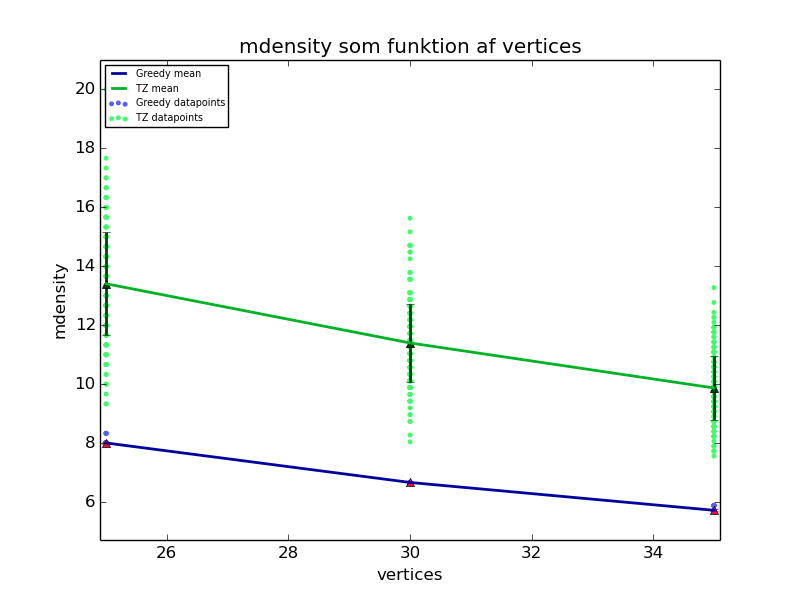 mdensity som funktion af vertices
Greedy mean
TZ mean
Greedy datapoints
TZ datapoints
20
18
16
14
12
10
8
6
mdensity
26 28 30 32 34
vertices